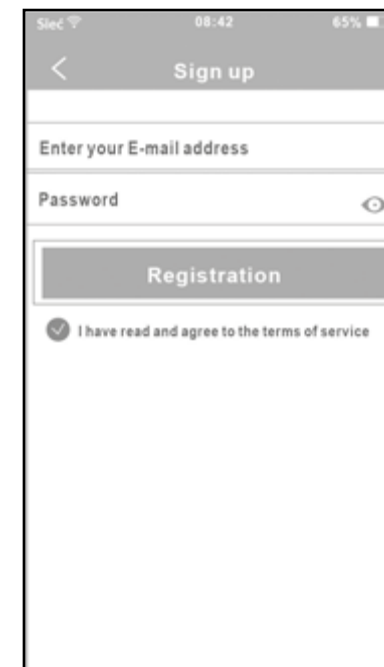 Sieć 08:42 65%
Sign up
Enter your E-mail address
Password
Registration
I have read and agree to the terms of service